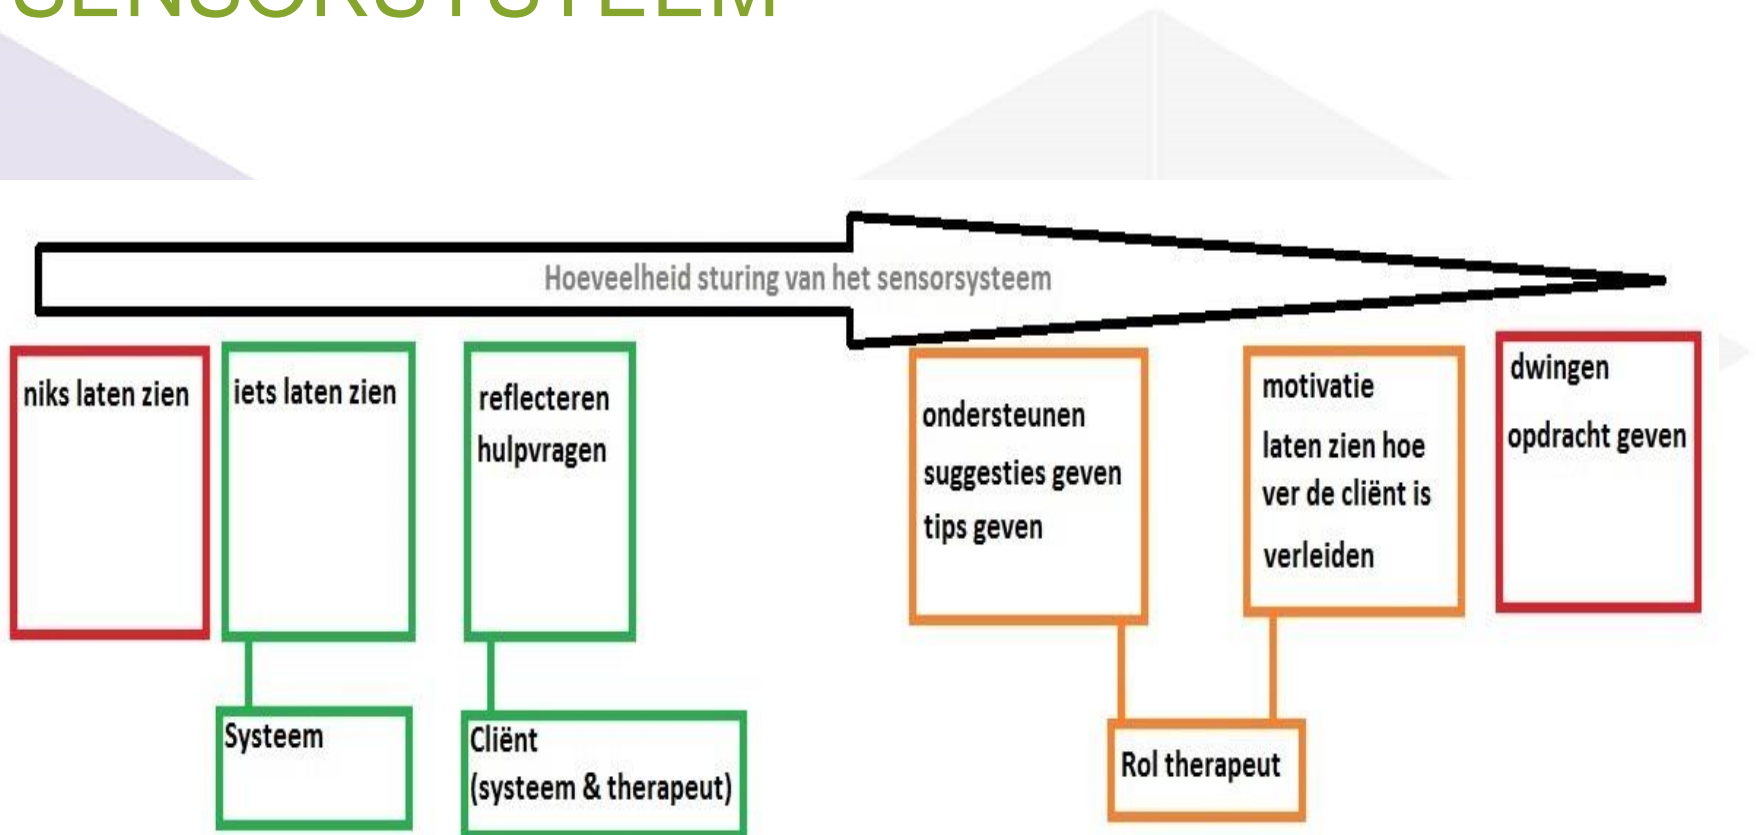 SENSORSYSTEEM
Hoeveelheid sturing van het sensorsysteem
niks laten zien
iets laten zien
reflecteren
hulpvragen
ondersteunen
suggesties geven
tips geven
motivatie
laten zien hoe
ver de cliënt is
verleiden
dwingen
opdracht geven
Systeem
Cliënt
(systeem & therapeut)
Rol therapeut